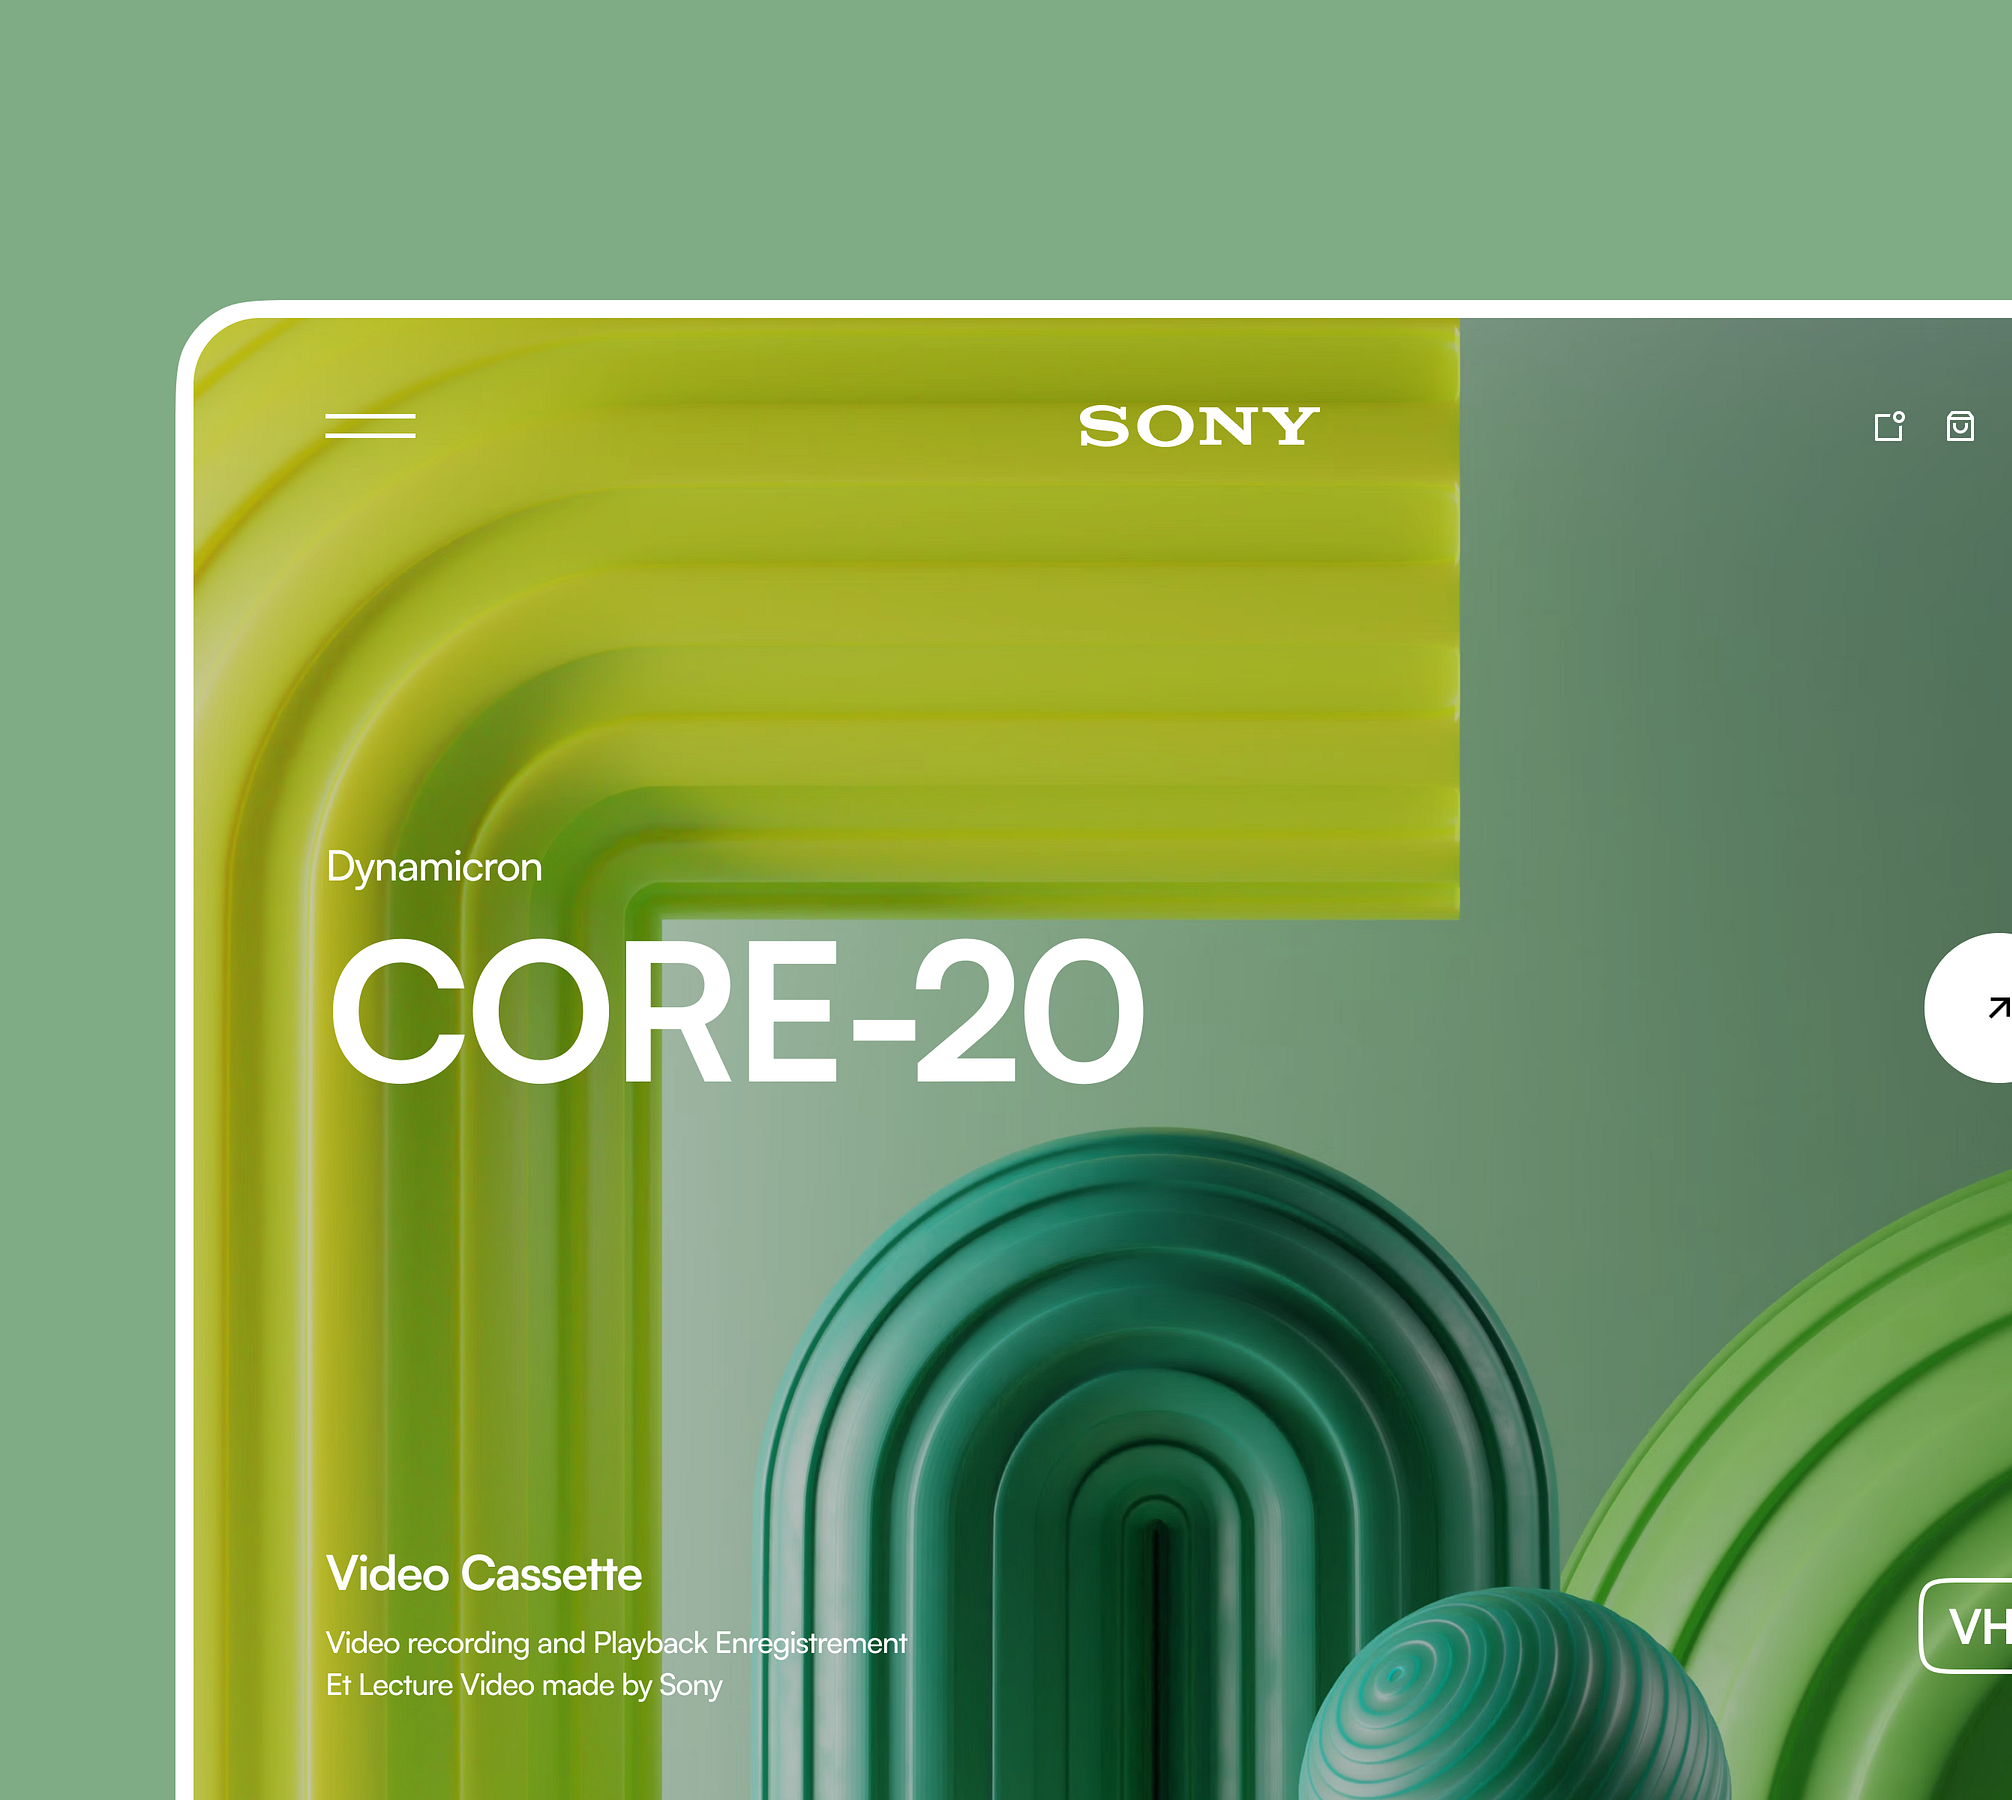 SONY
Dynamicron
CORE-20
Video Cassette
Video recording and Playback Enregistrement
Et Lecture Video made by Sony
VH